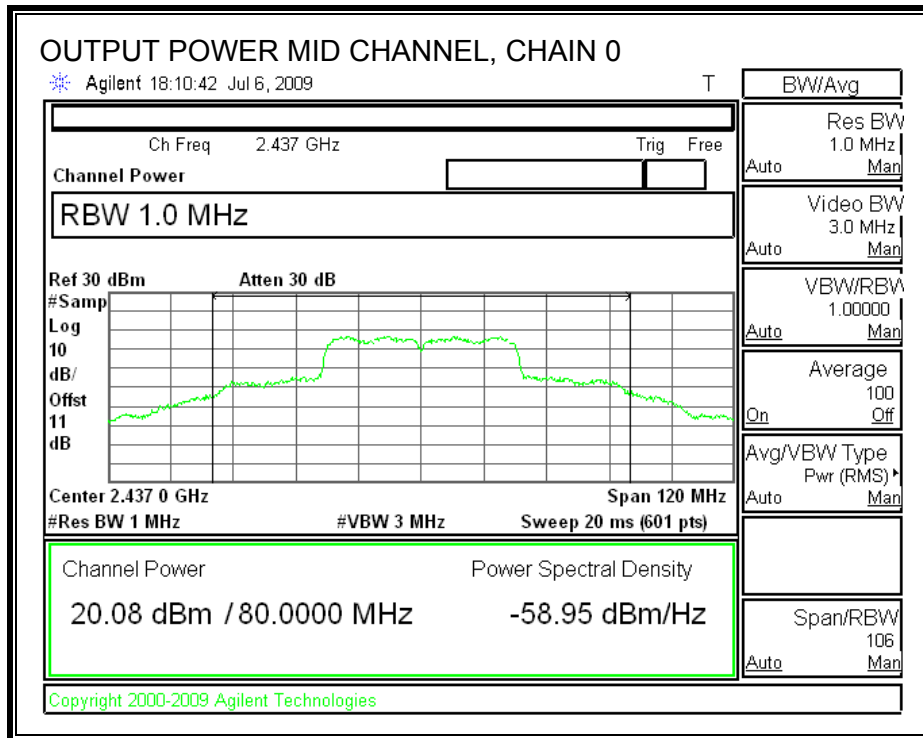 OUTPUT POWER MID CHANNEL, CHAIN 0
Agilent 18:10:42 Jul 6, 2009 T
Ch Freq 2.437 GHz Trig Free
Channel Power
RBW 1.0 MHz
Ref 30 dBm Atten 30 dB
#Samp
Log
10
dB/
Offst
11
dB
Center 2.437 0 GHz Span 120 MHz
#Res BW 1 MHz #VBW 3 MHz Sweep 20 ms (601 pts)
Channel Power Power Spectral Density
20.08 dBm / 80.0000 MHz -58.95 dBm/Hz
Copyright 2000-2009 Agilent Technologies
BW/Avg
Res BW
1.0 MHz
Auto Man
Video BW
3.0 MHz
Auto Man
VBW/RBW
1.00000
Auto Man
Average
100
On Off
Avg/VBW Type
Pwr (RMS)
Auto Man
Span/RBW
106
Auto Man